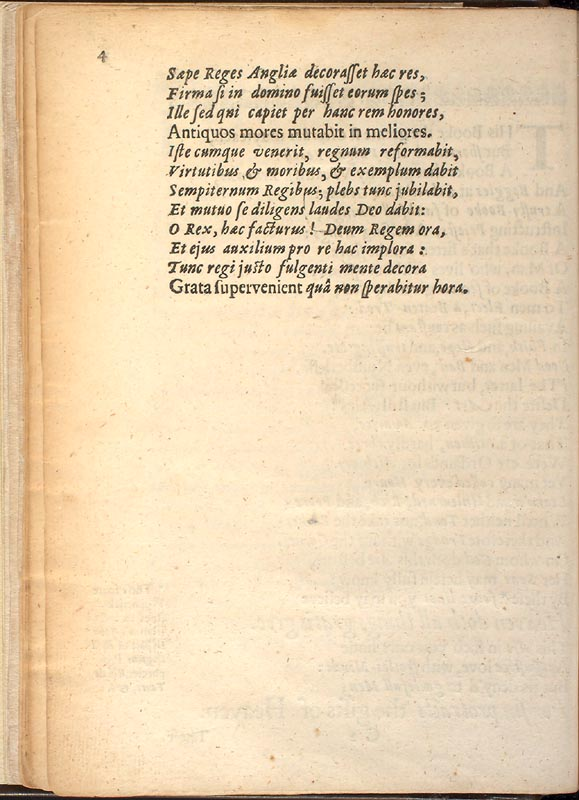 4
Sæpe Reges Angliæ decorasset hæc res,
Firma si in domino fuisset eorum spes;
Ille sed qui capiet per hanc rem honores,
Antiquos mores mutabit in meliores.
Iste cumque venerit, regnum reformabit,
Virtutibus & moribus, & exemplum dabit
Sempiternum Regibus; plebs tunc jubilabit,
Et mutuo se diligens laudes Deo dabit:
O Rex, hæc facturus! Deum Regem ora,
Et ejus auxilium pro re hac implora:
Tunc regi justo fulgenti mente decora
Grata superveniet quâ non sperabitur hora.